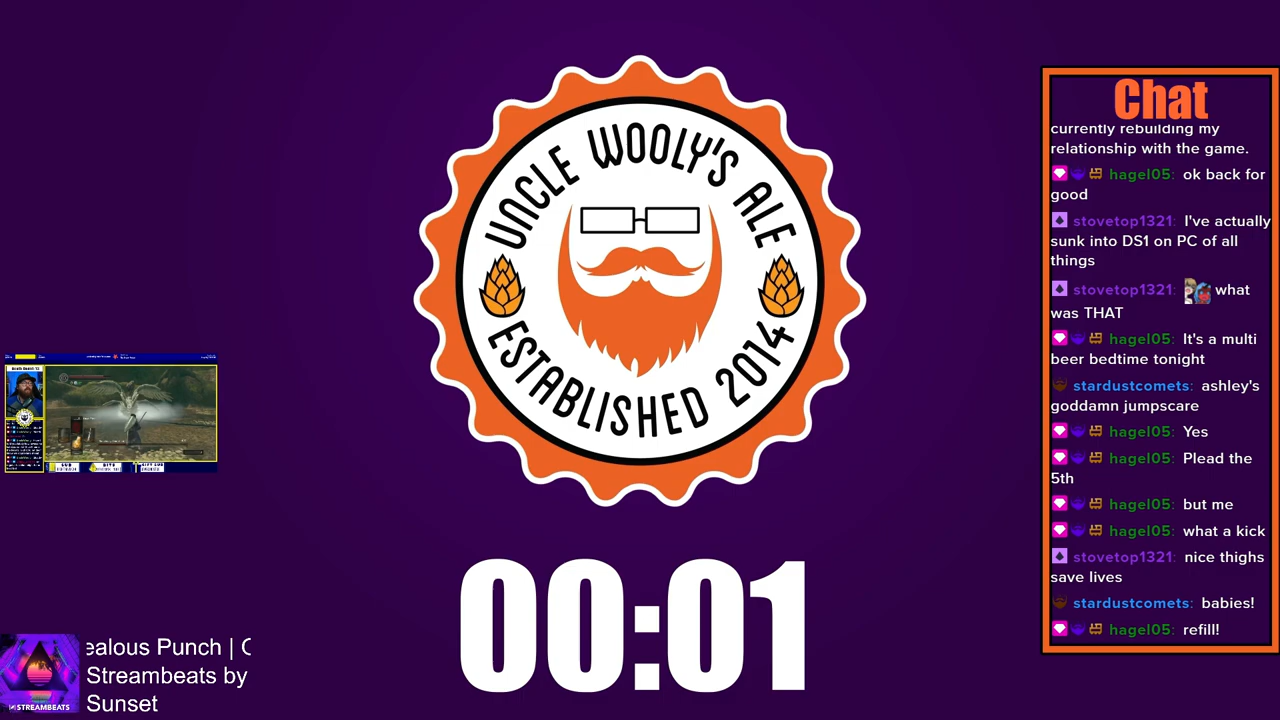 UNCLE WOOLY'S ALE
ESTABLISHED 2014
00:01
Chat
currently rebuilding my
relationship with the game.
hagel05: ok back for
good
stovetop1321: I've actually
sunk into DS1 on PC of all
things
stovetop1321: what
was THAT
hagel05: It's a multi
beer bedtime tonight
stardustcomets: ashley's
goddamn jumpscare
hagel05: Yes
hagel05: Plead the
5th
hagel05: but me
hagel05: what a kick
stovetop1321: nice thighs
save lives
stardustcomets: babies!
hagel05: refill!
STREAMBEATS
ealous Punch |
Streambeats by
Sunset